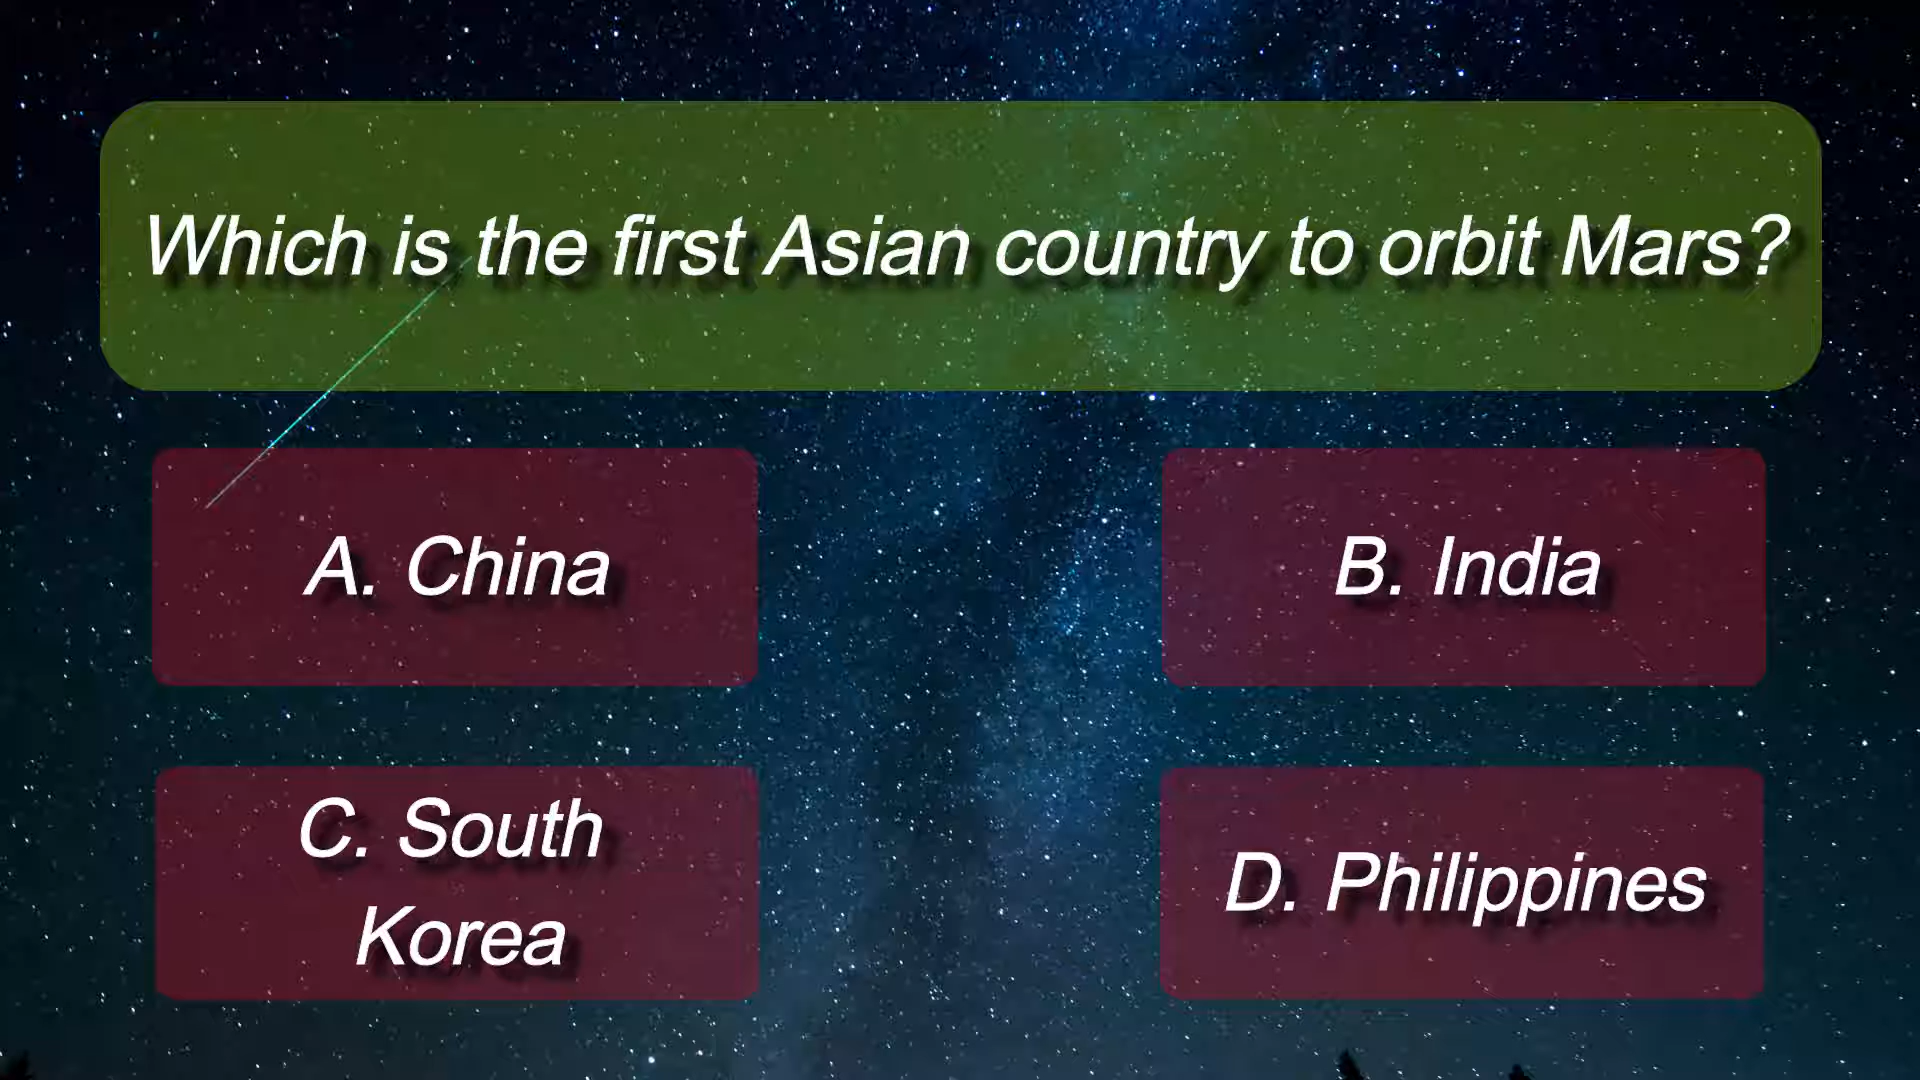 Which is the first Asian country to orbit Mars?
A. China
B. India
C. South
Korea
D. Philippines